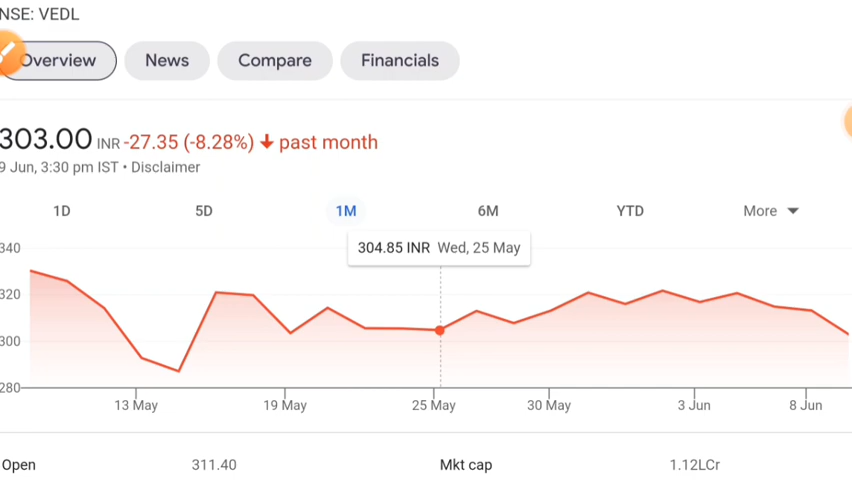 NSE: VEDL
Overview News Compare Financials
303.00 INR -27.35 (-8.28%) past month
9 Jun, 3:30 pm IST • Disclaimer
1D 5D 1M 6M YTD More
304.85 INR Wed, 25 May
340
320
300
280
13 May 19 May 25 May 30 May 3 Jun 8 Jun
Open 311.40 Mkt cap 1.12LCr